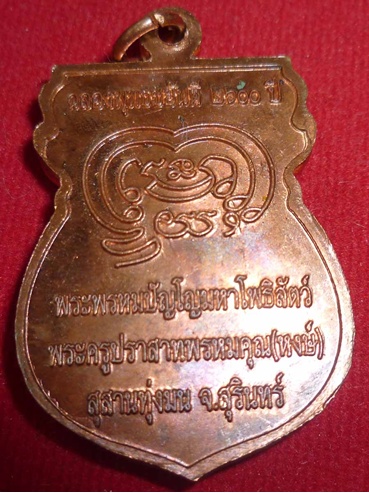 ฉลองพุทธชยันตี ๒๖๐๐ ปี
พระพรหมปัญโญมหาโพธิสัตว์
พระครูปราสาทพรหมคุณ(หงษ์)
สุสานทุ่งมน จ.สุรินทร์